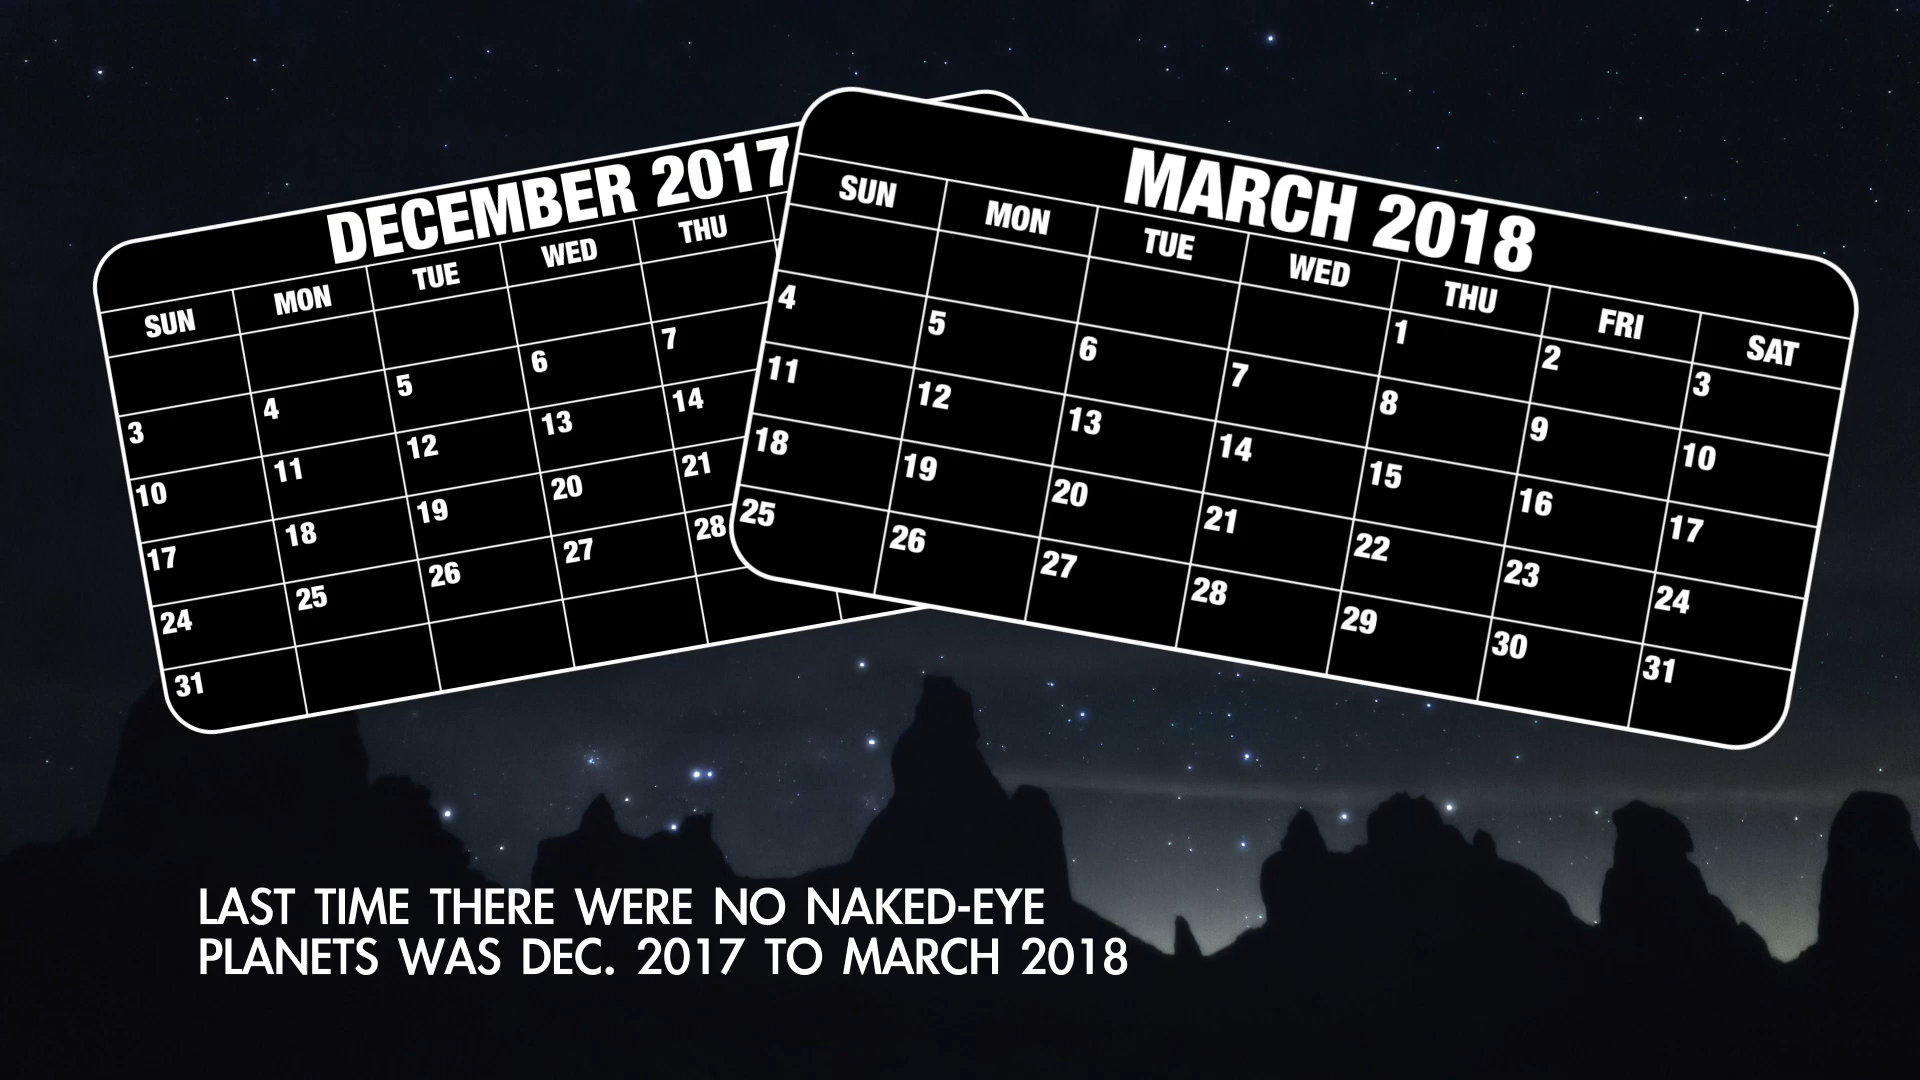 DECEMBER 2017
SUN MON TUE WED THU
3 4 5 6 7
10 11 12 13 14
17 18 19 20 21
24 25 26 27 28
31
MARCH 2018
SUN MON TUE WED THU FRI SAT
1 2 3
4 5 6 7 8 9 10
11 12 13 14 15 16 17
18 19 20 21 22 23 24
25 26 27 28 29 30 31
LAST TIME THERE WERE NO NAKED-EYE
PLANETS WAS DEC. 2017 TO MARCH 2018